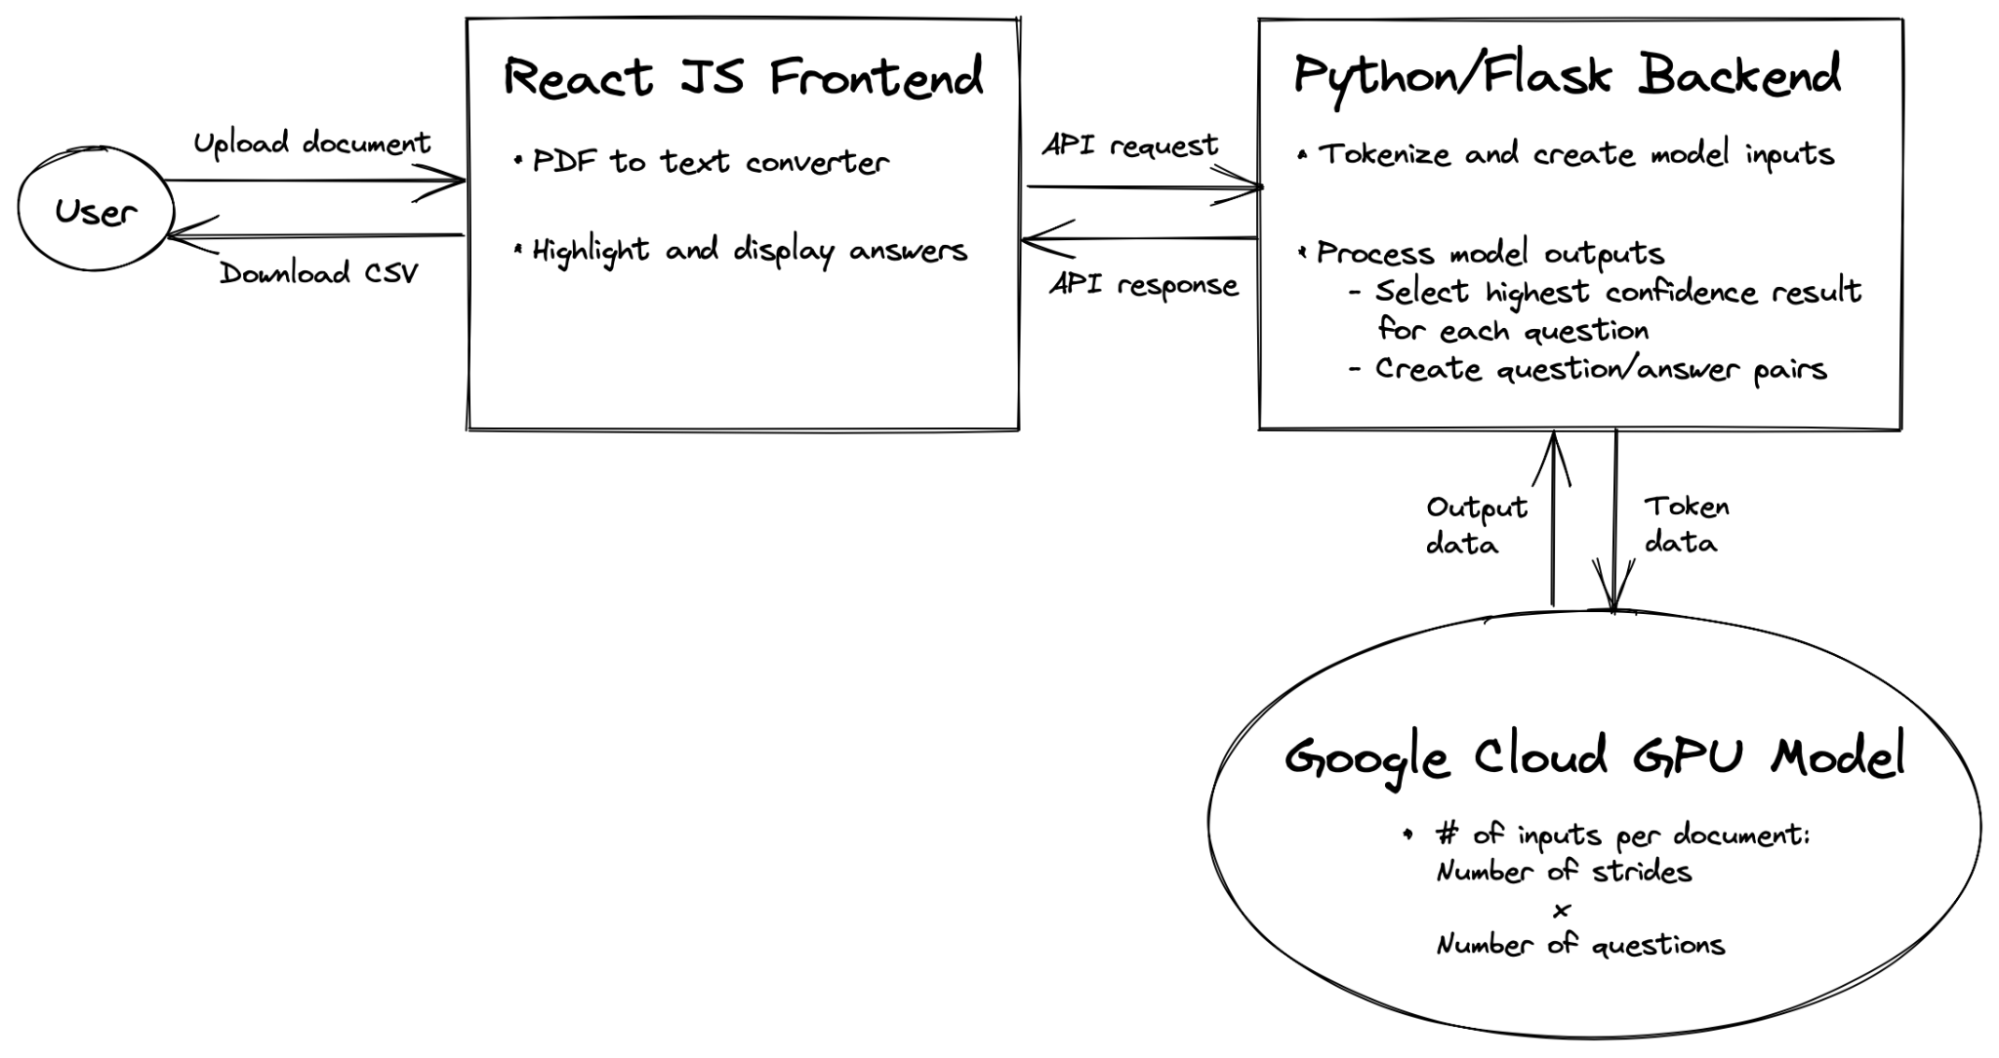 User
Upload document
Download CSV
React JS Frontend
• PDF to text converter
• Highlight and display answers
API request
API response
Python/Flask Backend
• Tokenize and create model inputs
• Process model outputs
- Select highest confidence result
for each question
- Create question/answer pairs
Output
data
Token
data
Google Cloud GPU Model
• # of inputs per document:
Number of strides
x
Number of questions